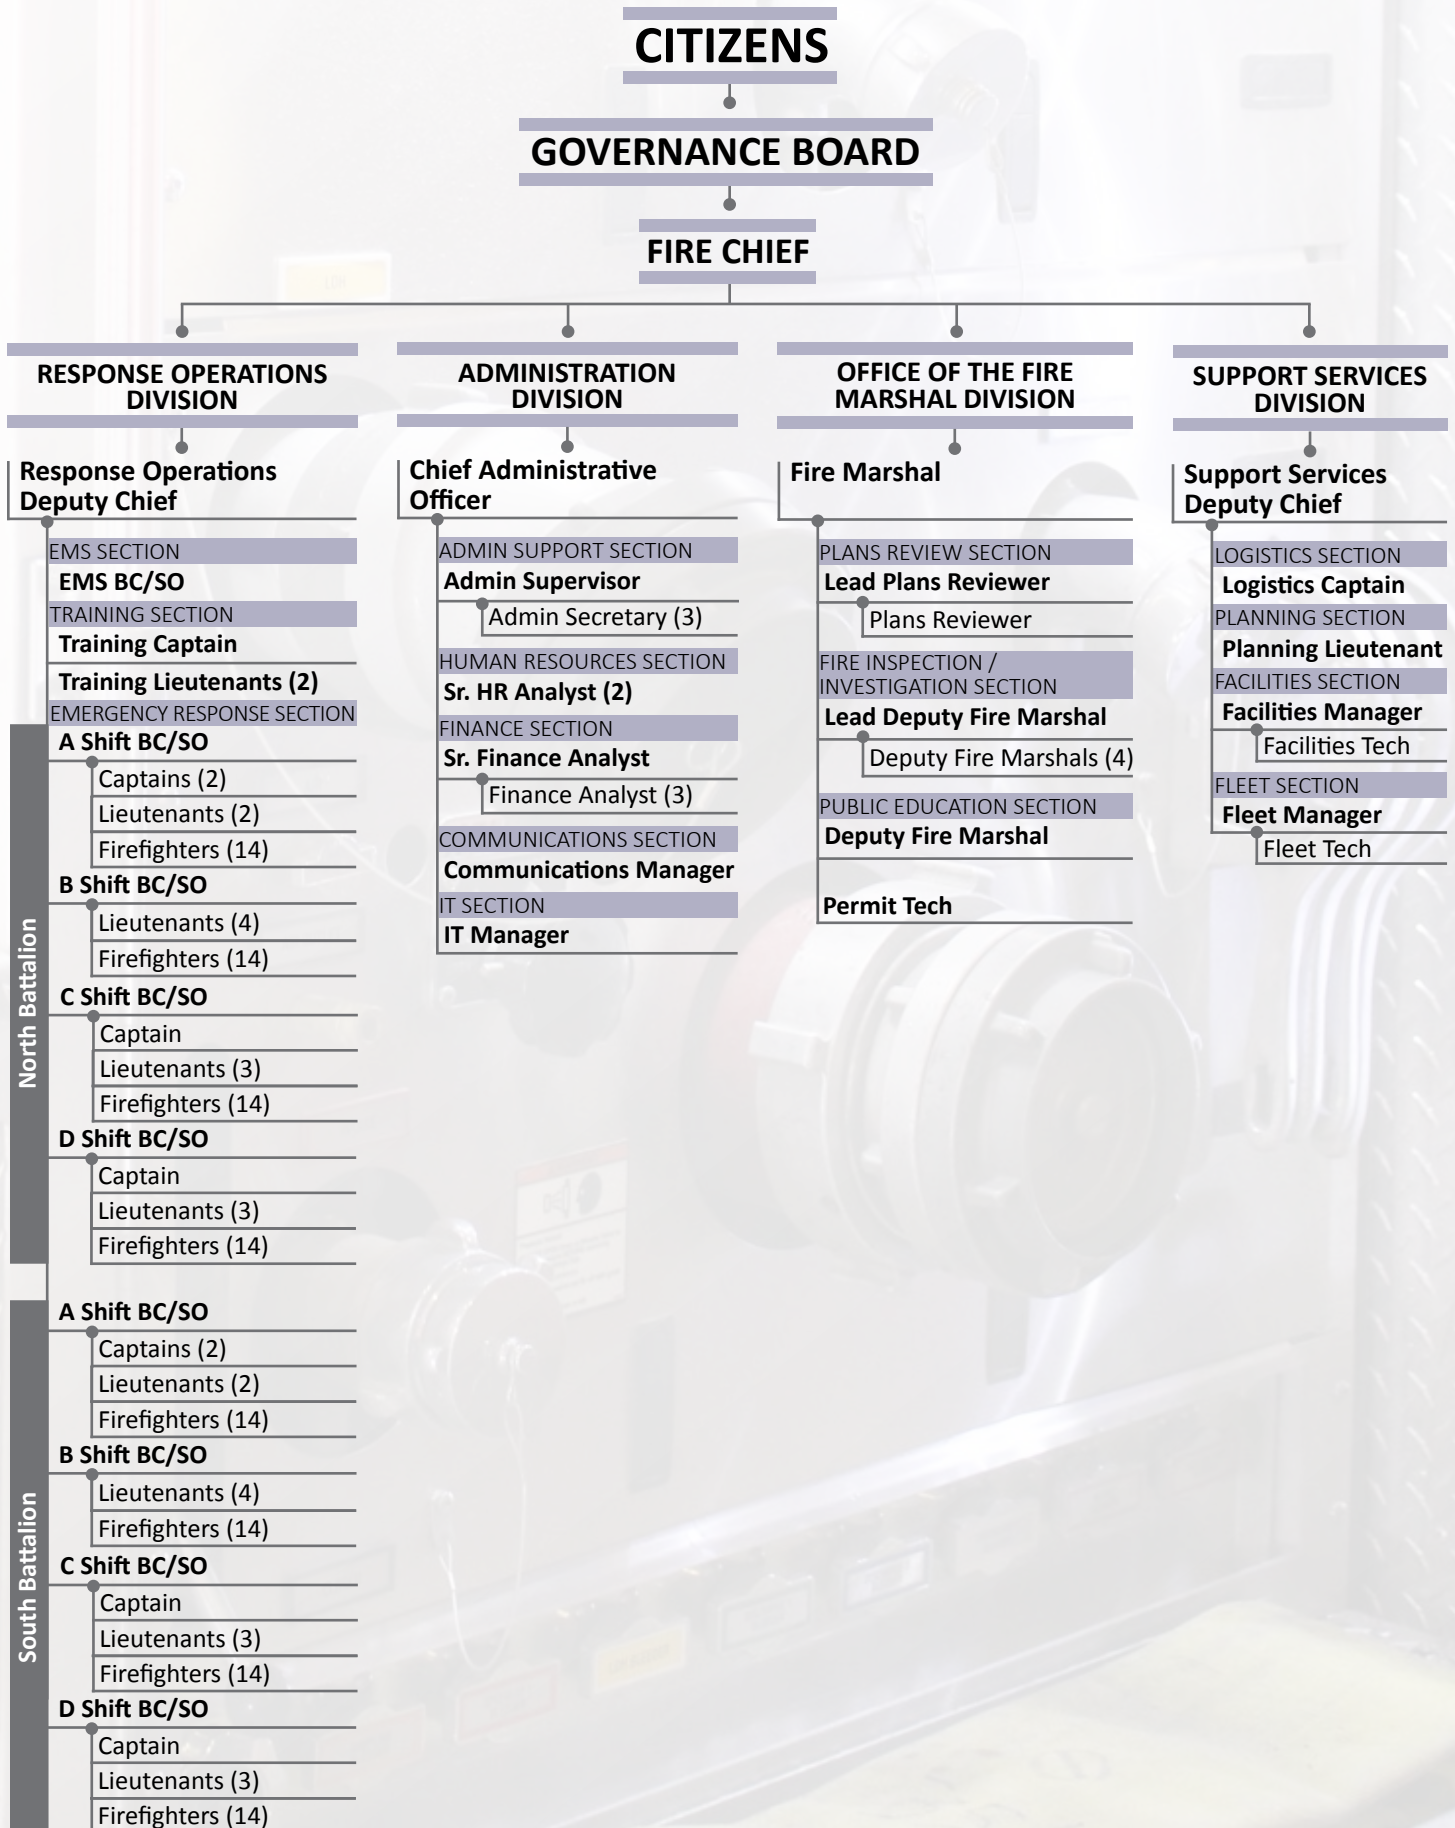 CITIZENS
GOVERNANCE BOARD
FIRE CHIEF
RESPONSE OPERATIONS
DIVISION
Response Operations
Deputy Chief
EMS SECTION
EMS BC/SO
TRAINING SECTION
Training Captain
Training Lieutenants (2)
EMERGENCY RESPONSE SECTION
North Battalion
A Shift BC/SO
Captains (2)
Lieutenants (2)
Firefighters (14)
B Shift BC/SO
Lieutenants (4)
Firefighters (14)
C Shift BC/SO
Captain
Lieutenants (3)
Firefighters (14)
D Shift BC/SO
Captain
Lieutenants (3)
Firefighters (14)
South Battalion
A Shift BC/SO
Captains (2)
Lieutenants (2)
Firefighters (14)
B Shift BC/SO
Lieutenants (4)
Firefighters (14)
C Shift BC/SO
Captain
Lieutenants (3)
Firefighters (14)
D Shift BC/SO
Captain
Lieutenants (3)
Firefighters (14)
ADMINISTRATION
DIVISION
Chief Administrative
Officer
ADMIN SUPPORT SECTION
Admin Supervisor
Admin Secretary (3)
HUMAN RESOURCES SECTION
Sr. HR Analyst (2)
FINANCE SECTION
Sr. Finance Analyst
Finance Analyst (3)
COMMUNICATIONS SECTION
Communications Manager
IT SECTION
IT Manager
OFFICE OF THE FIRE
MARSHAL DIVISION
Fire Marshal
PLANS REVIEW SECTION
Lead Plans Reviewer
Plans Reviewer
FIRE INSPECTION /
INVESTIGATION SECTION
Lead Deputy Fire Marshal
Deputy Fire Marshals (4)
PUBLIC EDUCATION SECTION
Deputy Fire Marshal
Permit Tech
SUPPORT SERVICES
DIVISION
Support Services
Deputy Chief
LOGISTICS SECTION
Logistics Captain
PLANNING SECTION
Planning Lieutenant
FACILITIES SECTION
Facilities Manager
Facilities Tech
FLEET SECTION
Fleet Manager
Fleet Tech